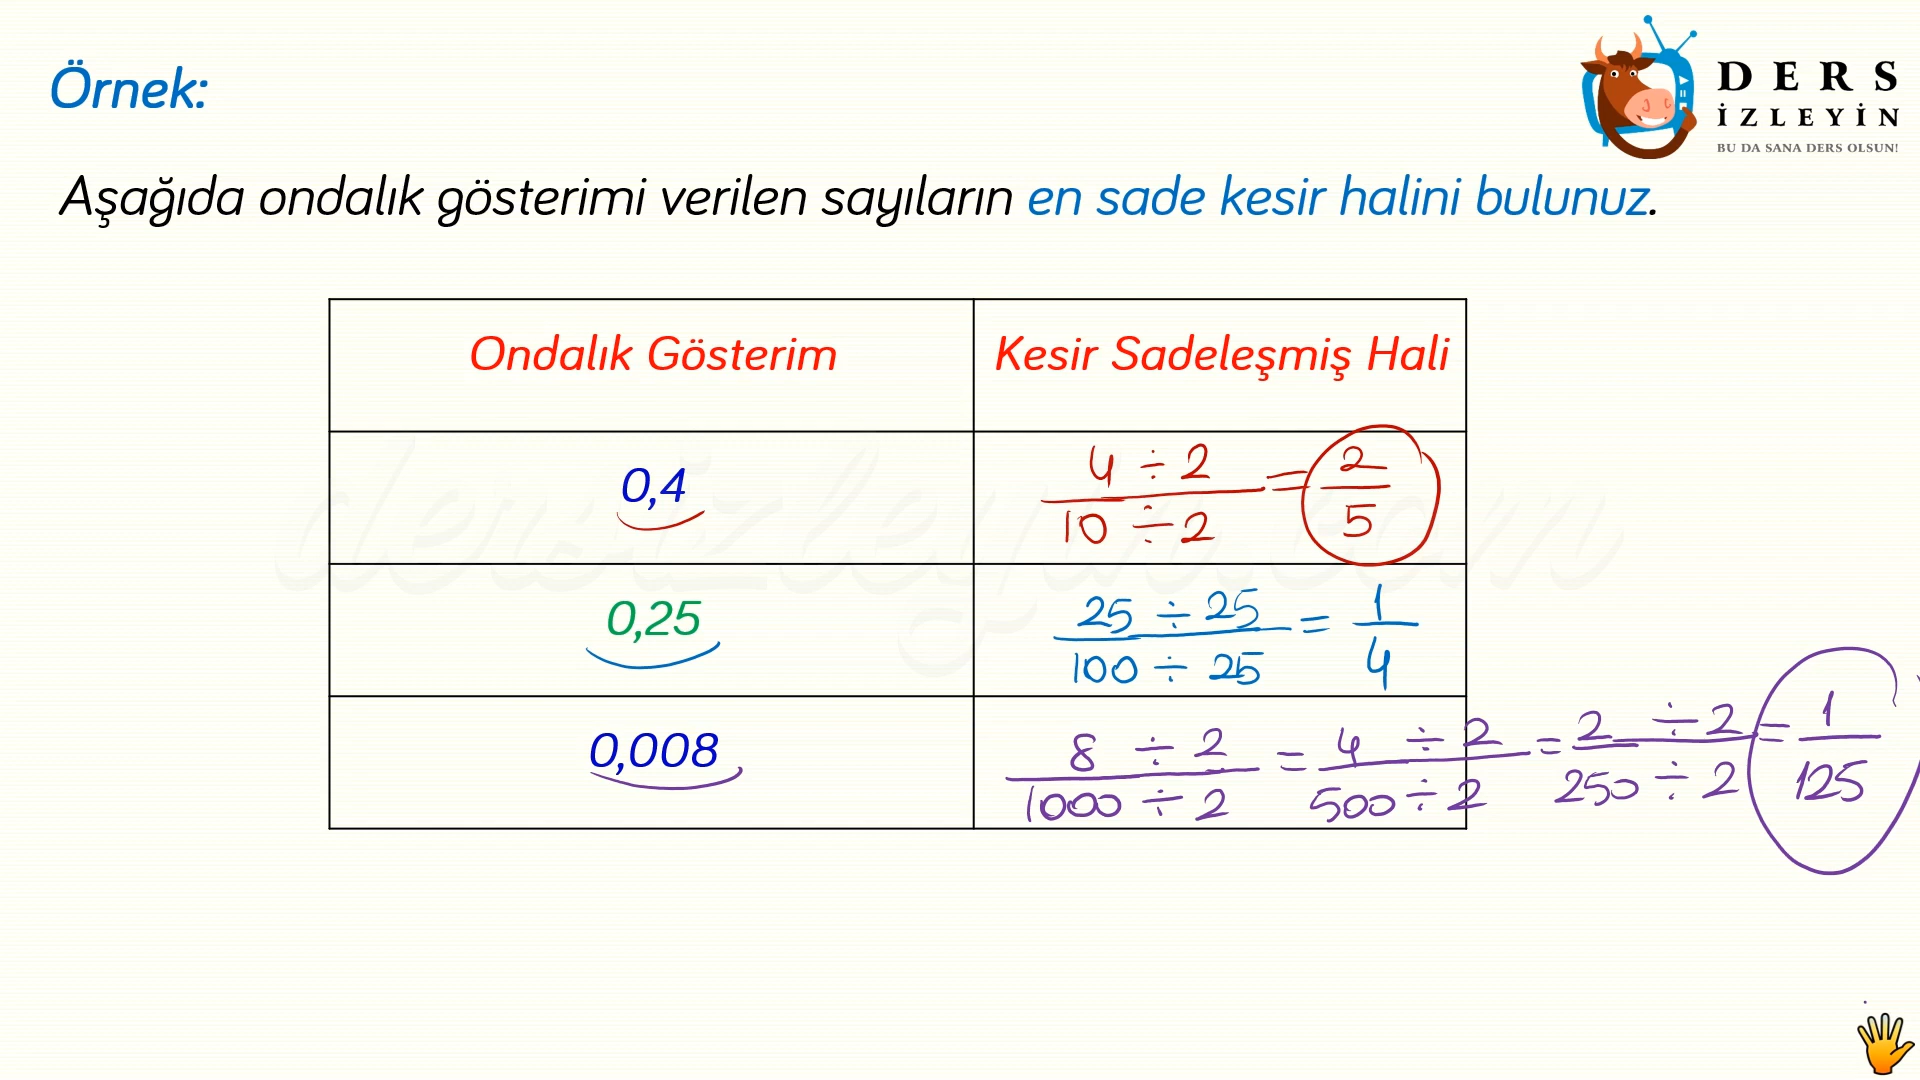 Örnek:
DERS
İZLEYİN
BU DA SANA DERS OLSUN!
Aşağıda ondalık gösterimi verilen sayıların en sade kesir halini bulunuz.
Ondalık Gösterim
Kesir Sadeleşmiş Hali
0,4
4 ÷ 2 / 10 ÷ 2 = 2 / 5
0,25
25 ÷ 25 / 100 ÷ 25 = 1 / 4
0,008
8 ÷ 2 / 1000 ÷ 2 = 4 ÷ 2 / 500 ÷ 2 = 2 ÷ 2 / 250 ÷ 2 = 1 / 125
dersizleyin.com